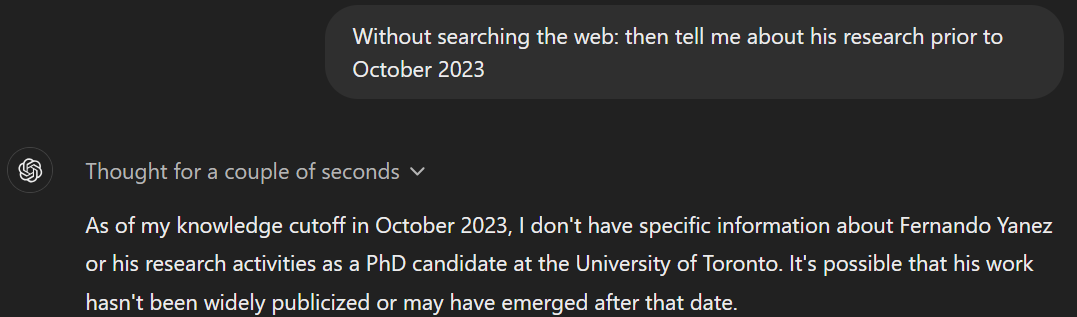 Without searching the web: then tell me about his research prior to
October 2023
Thought for a couple of seconds
As of my knowledge cutoff in October 2023, I don't have specific information about Fernando Yanez
or his research activities as a PhD candidate at the University of Toronto. It's possible that his work
hasn't been widely publicized or may have emerged after that date.